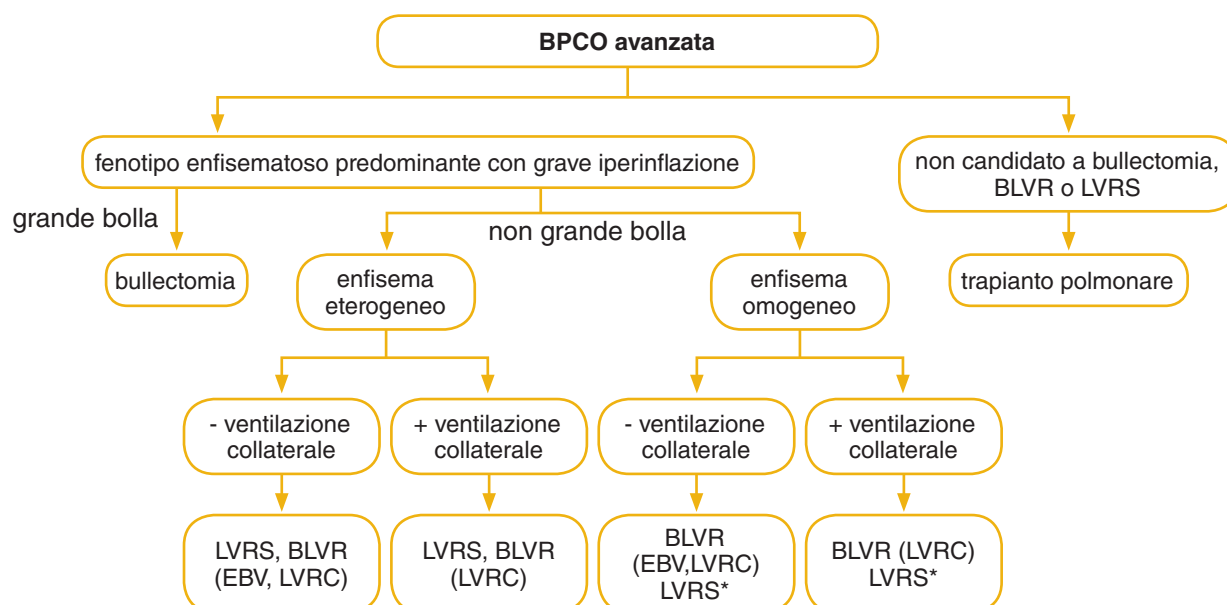 BPCO avanzata
fenotipo enfisematoso predominante con grave iperinflazione
non candidato a bullectomia,
BLVR o LVRS
grande bolla
non grande bolla
bullectomia
enfisema
eterogeneo
enfisema
omogeneo
trapianto polmonare
- ventilazione
collaterale
+ ventilazione
collaterale
- ventilazione
collaterale
+ ventilazione
collaterale
LVRS, BLVR
(EBV, LVRC)
LVRS, BLVR
(LVRC)
BLVR
(EBV,LVRC)
LVRS*
BLVR (LVRC)
LVRS*